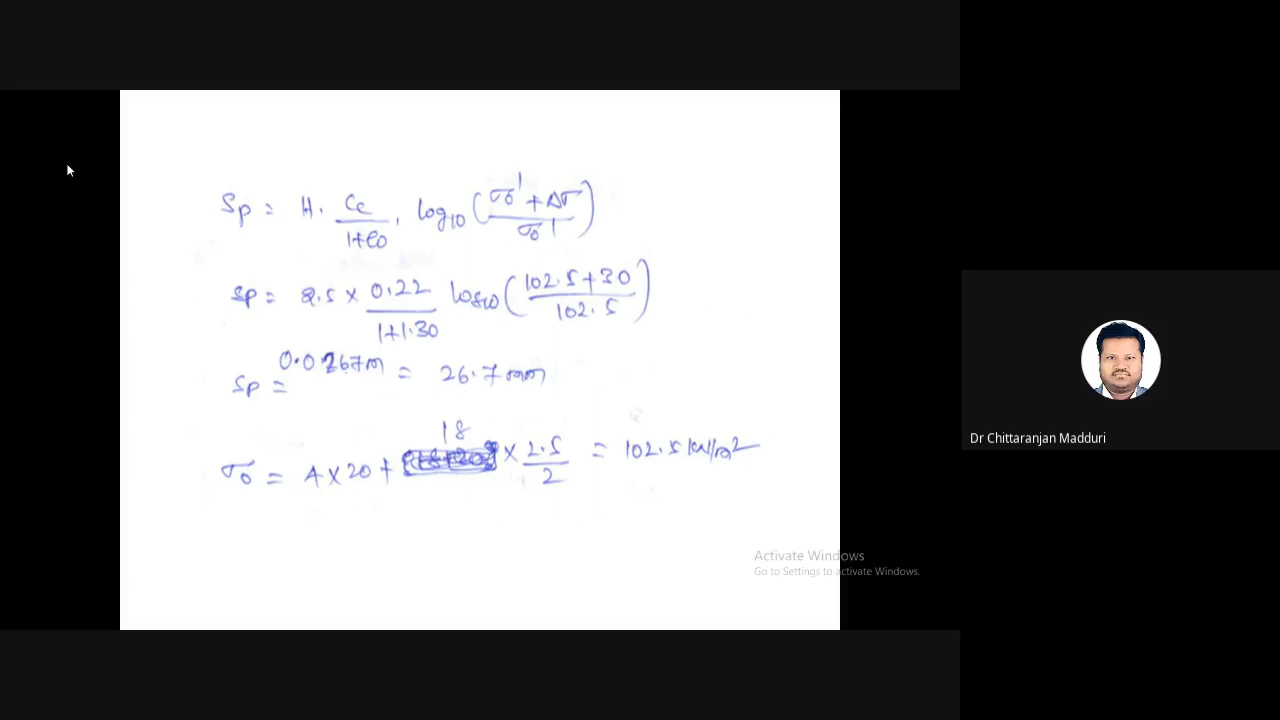 Sp = H. Cc/1+e0 . log10 (σ0' + Δσ / σ0')
Sp = 2.5 x 0.22/1+1.30 log10 (102.5+30 / 102.5)
Sp = 0.0267m = 26.7mm
σ0 = 4x20 + 18 x 2.5/2 = 102.5 kN/m2
Dr Chittaranjan Madduri
Activate Windows
Go to Settings to activate Windows.